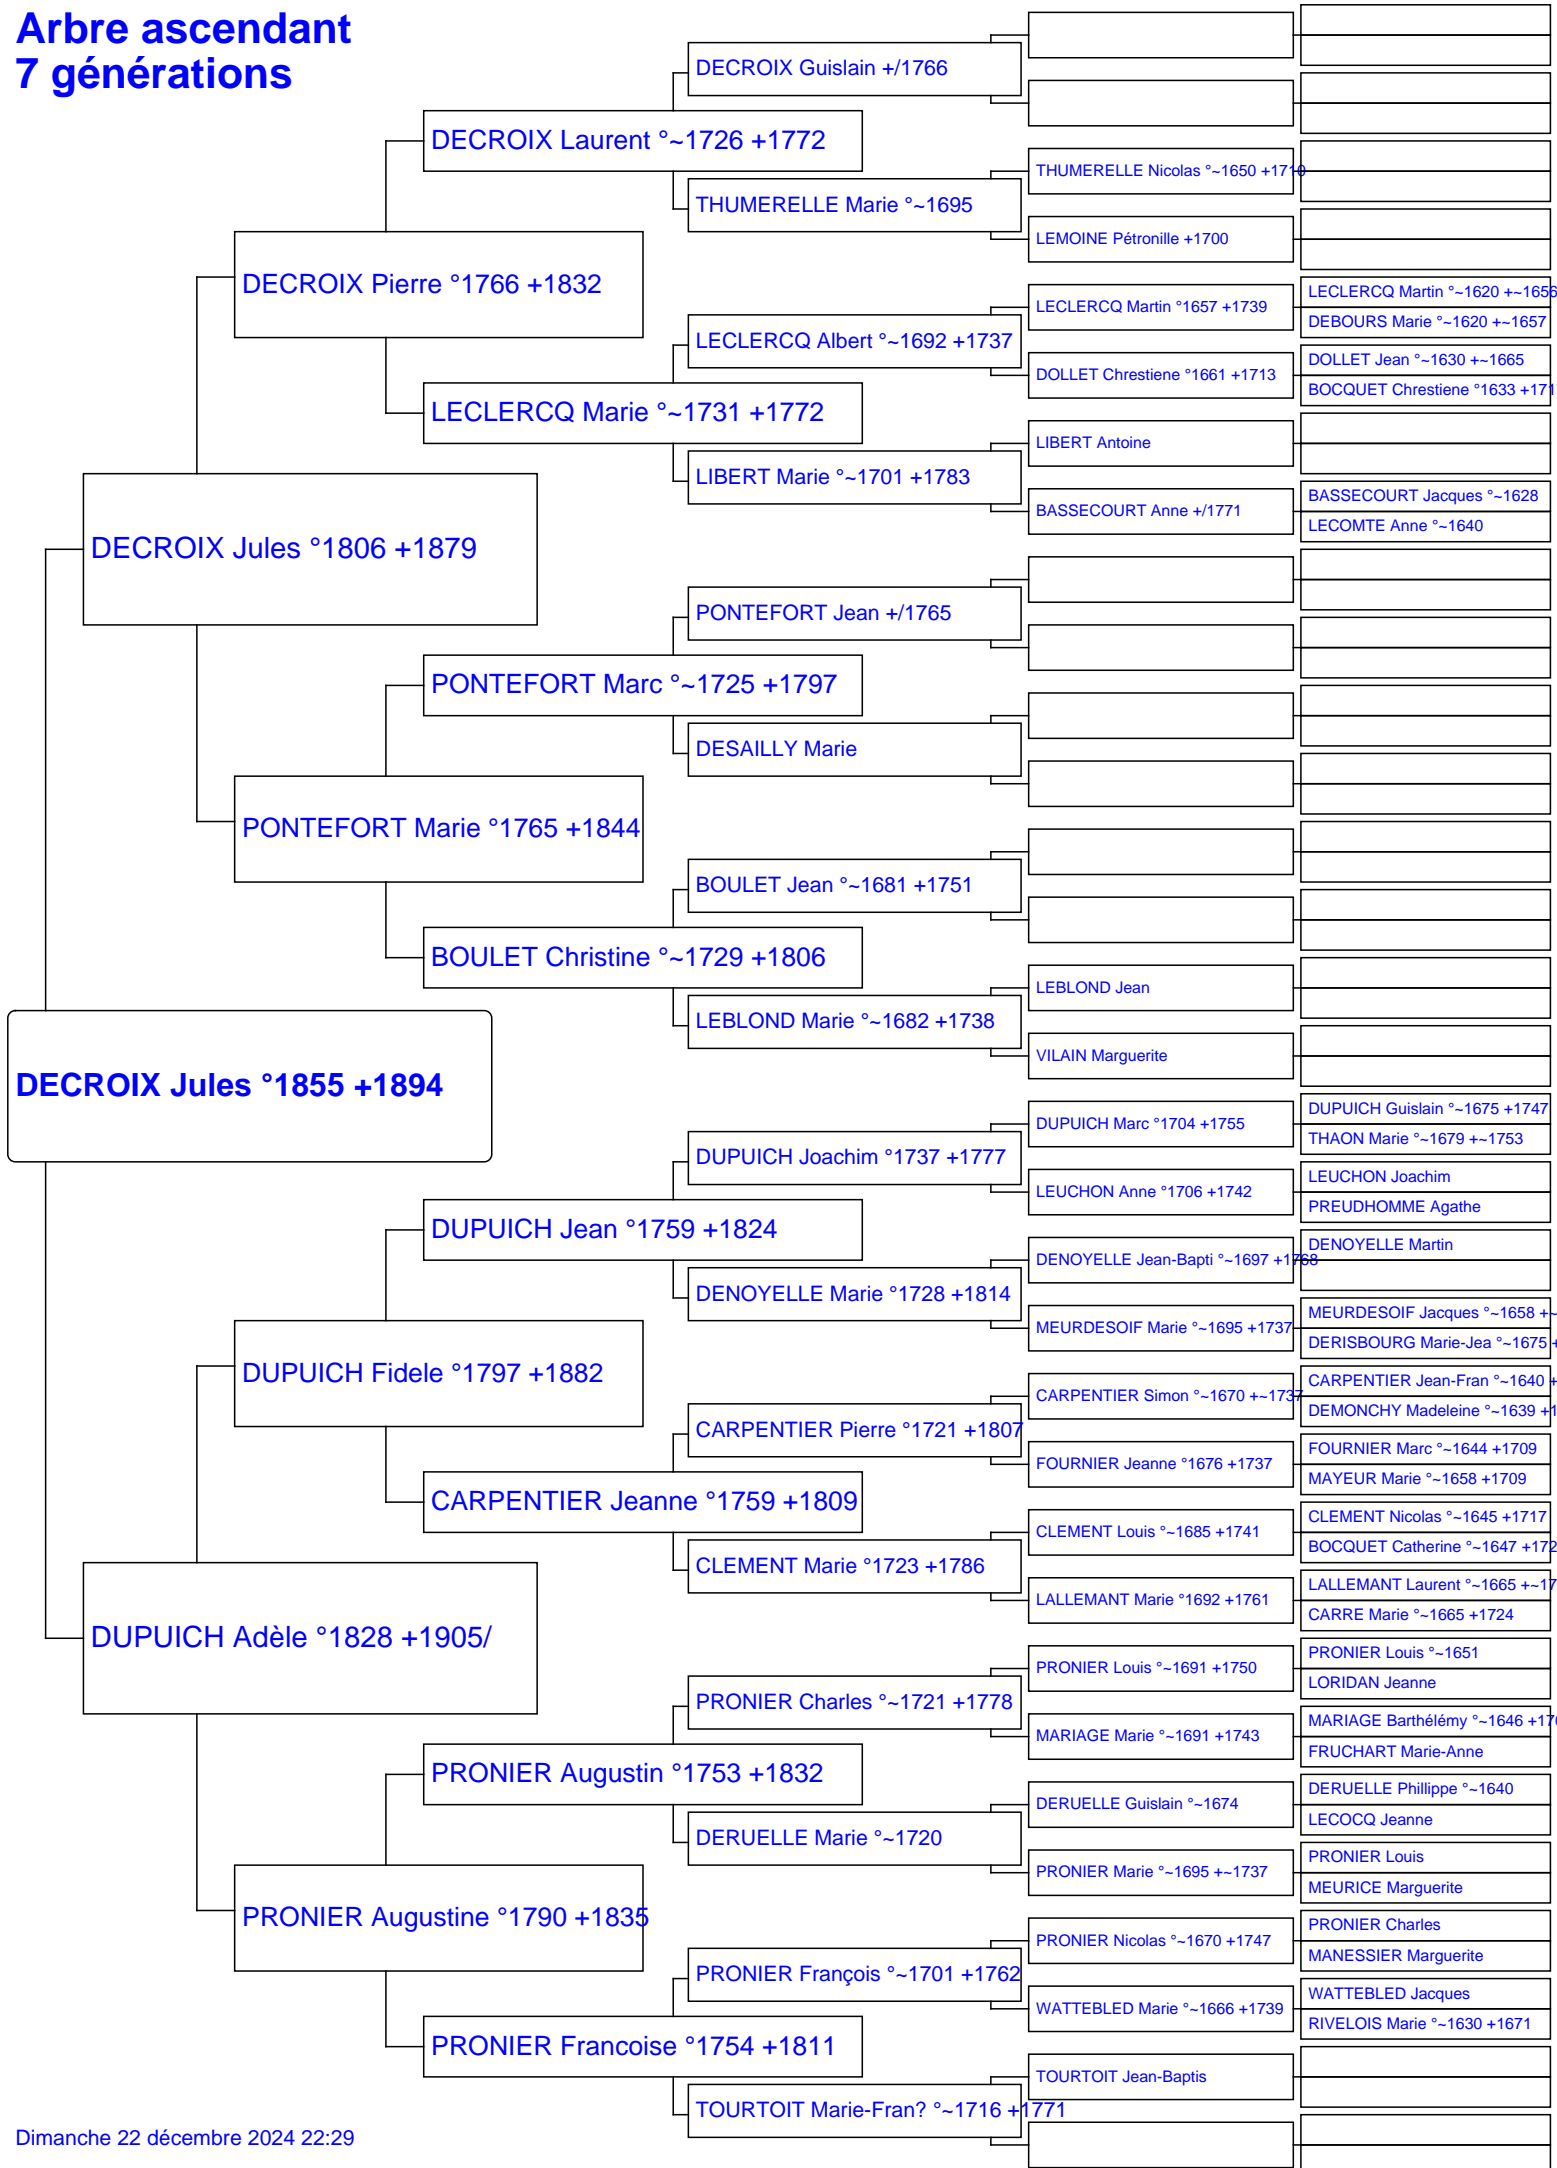 Arbre ascendant
7 générations
DECROIX Guislain +/1766
DECROIX Laurent °~1726 +1772
THUMERELLE Nicolas °~1650 +1710
THUMERELLE Marie °~1695
LEMOINE Pétronille +1700
DECROIX Pierre °1766 +1832
LECLERCQ Martin °~1620 +~1656
LECLERCQ Martin °1657 +1739
DEBOURS Marie °~1620 +~1657
LECLERCQ Albert °~1692 +1737
DOLLET Jean °~1630 +~1665
DOLLET Chrestiene °1661 +1713
BOCQUET Chrestiene °1633 +171
LECLERCQ Marie °~1731 +1772
LIBERT Antoine
LIBERT Marie °~1701 +1783
BASSECOURT Jacques °~1628
BASSECOURT Anne +/1771
LECOMTE Anne °~1640
DECROIX Jules °1806 +1879
PONTEFORT Jean +/1765
PONTEFORT Marc °~1725 +1797
DESAILLY Marie
PONTEFORT Marie °1765 +1844
BOULET Jean °~1681 +1751
BOULET Christine °~1729 +1806
LEBLOND Jean
LEBLOND Marie °~1682 +1738
VILAIN Marguerite
DECROIX Jules °1855 +1894
DUPUICH Guislain °~1675 +1747
DUPUICH Marc °1704 +1755
THAON Marie °~1679 +~1753
DUPUICH Joachim °1737 +1777
LEUCHON Joachim
LEUCHON Anne °1706 +1742
PREUDHOMME Agathe
DUPUICH Jean °1759 +1824
DENOYELLE Martin
DENOYELLE Jean-Bapti °~1697 +1768
DENOYELLE Marie °1728 +1814
MEURDESOIF Jacques °~1658 +~
MEURDESOIF Marie °~1695 +1737
DERISBOURG Marie-Jea °~1675 +
DUPUICH Fidele °1797 +1882
CARPENTIER Jean-Fran °~1640 +
CARPENTIER Simon °~1670 +~1737
DEMONCHY Madeleine °~1639 +1
CARPENTIER Pierre °1721 +1807
FOURNIER Marc °~1644 +1709
FOURNIER Jeanne °1676 +1737
MAYEUR Marie °~1658 +1709
CARPENTIER Jeanne °1759 +1809
CLEMENT Nicolas °~1645 +1717
CLEMENT Louis °~1685 +1741
BOCQUET Catherine °~1647 +172
CLEMENT Marie °1723 +1786
LALLEMANT Laurent °~1665 +~17
LALLEMANT Marie °1692 +1761
CARRE Marie °~1665 +1724
DUPUICH Adèle °1828 +1905/
PRONIER Louis °~1651
PRONIER Louis °~1691 +1750
LORIDAN Jeanne
PRONIER Charles °~1721 +1778
MARIAGE Barthélémy °~1646 +170
MARIAGE Marie °~1691 +1743
FRUCHART Marie-Anne
PRONIER Augustin °1753 +1832
DERUELLE Phillippe °~1640
DERUELLE Guislain °~1674
LECOCQ Jeanne
DERUELLE Marie °~1720
PRONIER Louis
PRONIER Marie °~1695 +~1737
MEURICE Marguerite
PRONIER Augustine °1790 +1835
PRONIER Charles
PRONIER Nicolas °~1670 +1747
MANESSIER Marguerite
PRONIER François °~1701 +1762
WATTEBLED Jacques
WATTEBLED Marie °~1666 +1739
RIVELOIS Marie °~1630 +1671
PRONIER Francoise °1754 +1811
TOURTOIT Jean-Baptis
TOURTOIT Marie-Fran? °~1716 +1771
Dimanche 22 décembre 2024 22:29